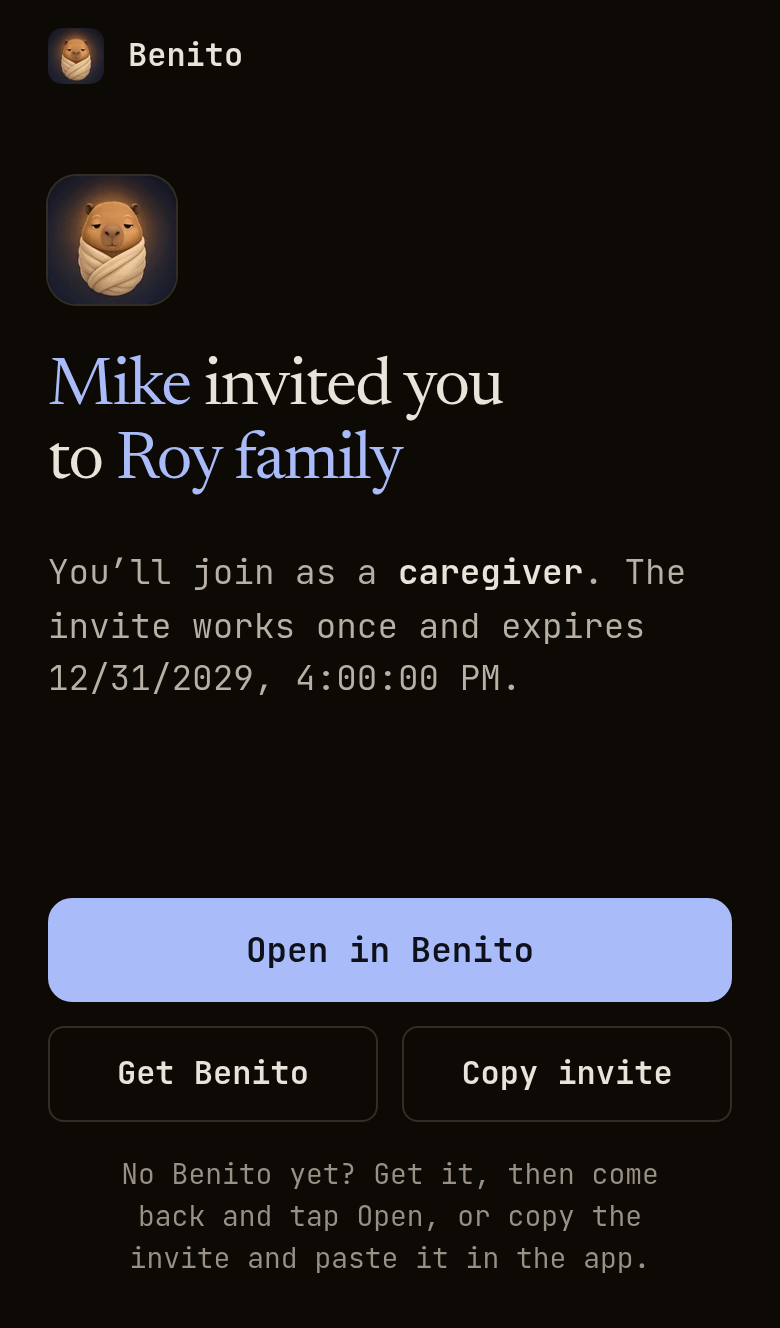 Benito
Mike invited you
to Roy family
You’ll join as a caregiver. The
invite works once and expires
12/31/2029, 4:00:00 PM.
Open in Benito
Get Benito
Copy invite
No Benito yet? Get it, then come
back and tap Open, or copy the
invite and paste it in the app.